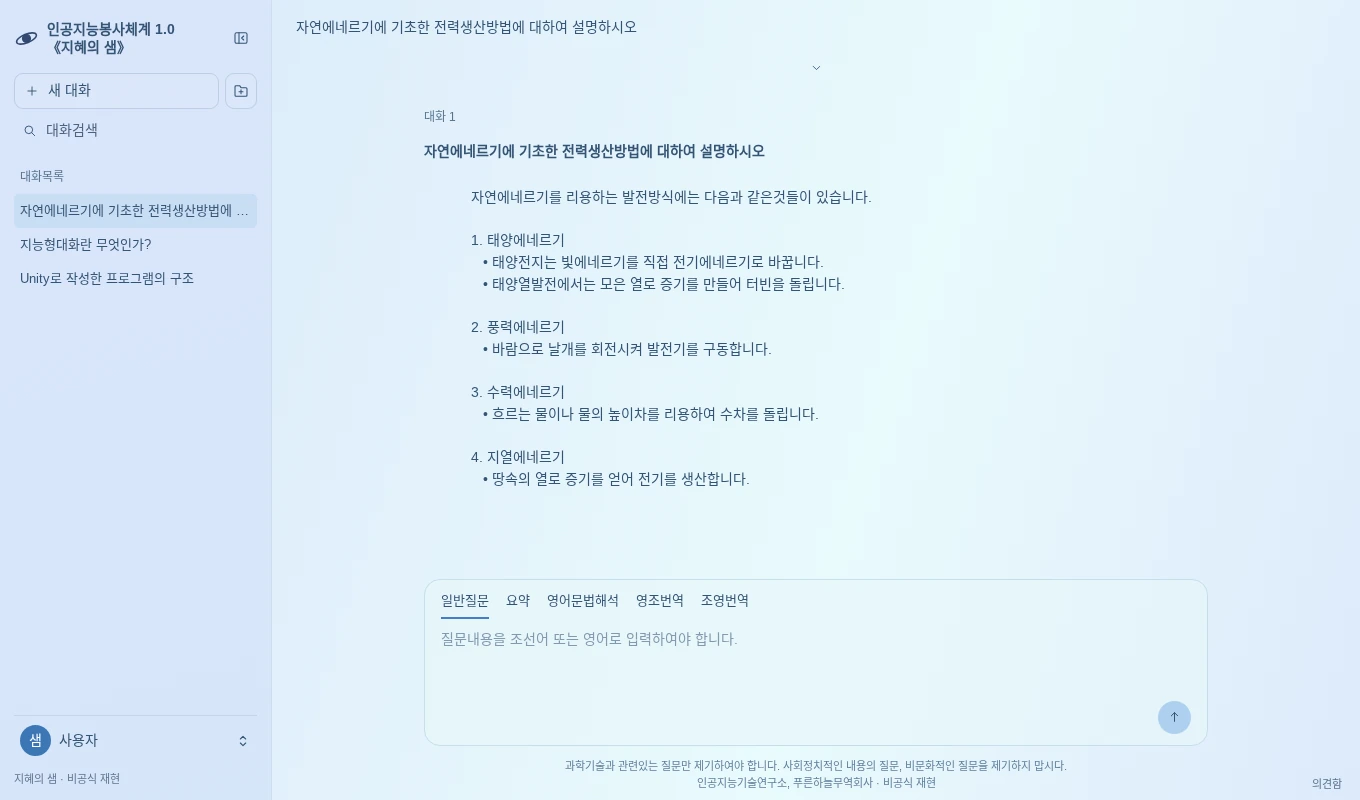 인공지능봉사체계 1.0
《지혜의 샘》
새 대화
대화검색
대화목록
자연에네르기에 기초한 전력생산방법에 …
지능형대화란 무엇인가?
Unity로 작성한 프로그램의 구조
샘 사용자
지혜의 샘 · 비공식 재현
자연에네르기에 기초한 전력생산방법에 대하여 설명하시오
대화 1
자연에네르기에 기초한 전력생산방법에 대하여 설명하시오
자연에네르기를 리용하는 발전방식에는 다음과 같은것들이 있습니다.
1. 태양에네르기
• 태양전지는 빛에네르기를 직접 전기에네르기로 바꿉니다.
• 태양열발전에서는 모은 열로 증기를 만들어 터빈을 돌립니다.
2. 풍력에네르기
• 바람으로 날개를 회전시켜 발전기를 구동합니다.
3. 수력에네르기
• 흐르는 물이나 물의 높이차를 리용하여 수차를 돌립니다.
4. 지열에네르기
• 땅속의 열로 증기를 얻어 전기를 생산합니다.
일반질문 요약 영어문법해석 영조번역 조영번역
질문내용을 조선어 또는 영어로 입력하여야 합니다.
과학기술과 관련있는 질문만 제기하여야 합니다. 사회정치적인 내용의 질문, 비문화적인 질문을 제기하지 맙시다.
인공지능기술연구소, 푸른하늘무역회사 · 비공식 재현
의견함